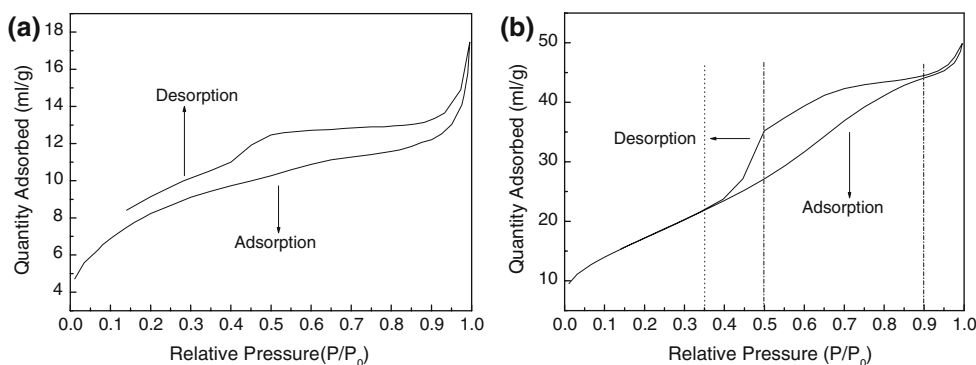 (a)
Quantity Adsorbed (ml/g)
18
16
14
12
10
8
6
4
Desorption
Adsorption
0.0 0.1 0.2 0.3 0.4 0.5 0.6 0.7 0.8 0.9 1.0
Relative Pressure(P/P0)
(b)
Quantity Adsorbed (ml/g)
50
40
30
20
10
Desorption
Adsorption
0.0 0.1 0.2 0.3 0.4 0.5 0.6 0.7 0.8 0.9 1.0
Relative Pressure (P/P0)